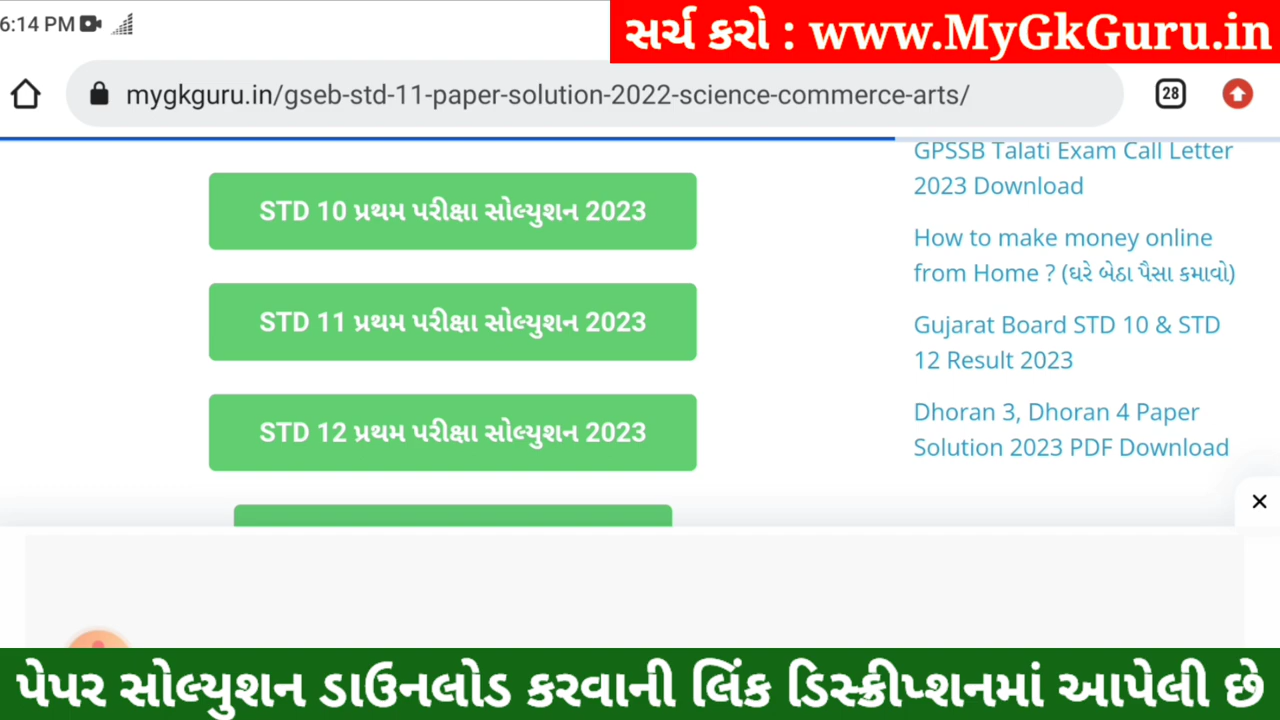 6:14 PM
સર્ચ કરો : www.MyGkGuru.in
mygkguru.in/gseb-std-11-paper-solution-2022-science-commerce-arts/
28
STD 10 પ્રથમ પરીક્ષા સોલ્યુશન 2023
STD 11 પ્રથમ પરીક્ષા સોલ્યુશન 2023
STD 12 પ્રથમ પરીક્ષા સોલ્યુશન 2023
GPSSB Talati Exam Call Letter
2023 Download
How to make money online
from Home ? (ઘરે બેઠા પૈસા કમાવો)
Gujarat Board STD 10 & STD
12 Result 2023
Dhoran 3, Dhoran 4 Paper
Solution 2023 PDF Download
પેપર સોલ્યુશન ડાઉનલોડ કરવાની લિંક ડિસ્ક્રીપ્શનમાં આપેલી છે